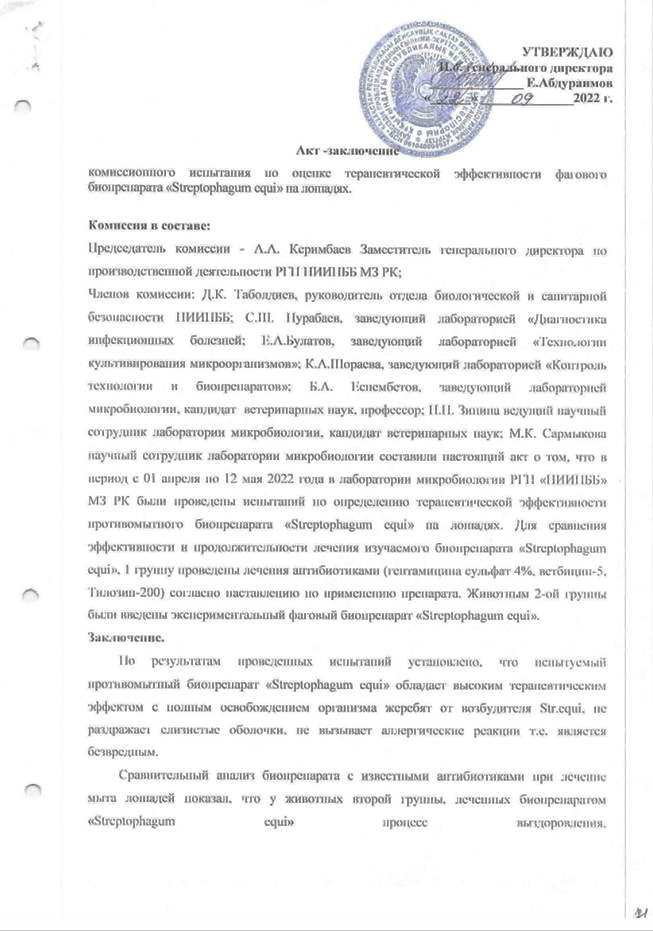 УТВЕРЖДАЮ
И.о. генерального директора
Е.Абдураимов
« 22 » 09 2022 г.
Акт -заключение
комиссионного испытания по оценке терапевтической эффективности фагового
биопрепарата «Streptophagum equi» на лошадях.
Комиссия в составе:
Председатель комиссии - А.А. Керимбаев Заместитель генерального директора по
производственной деятельности РГП НИИПББ МЗ РК;
Членов комиссии: Д.К. Таболдиев, руководитель отдела биологической и санитарной
безопасности НИИПББ; С.Ш. Нурабаев, заведующий лабораторией «Диагностика
инфекционных болезней; Е.А.Булатов, заведующий лабораторией «Технологии
культивирования микроорганизмов»; К.А.Шораева, заведующий лабораторией «Контроль
технологии и биопрепаратов»; Б.А. Еспембетов, заведующий лабораторией
микробиологии, кандидат ветеринарных наук, профессор; Н.Н. Зинина ведущий научный
сотрудник лаборатории микробиологии, кандидат ветеринарных наук; М.К. Сармыкова
научный сотрудник лаборатории микробиологии составили настоящий акт о том, что в
период с 01 апреля по 12 мая 2022 года в лаборатории микробиологии РГП «НИИПББ»
МЗ РК были проведены испытаний по определению терапевтической эффективности
противомытного биопрепарата «Streptophagum equi» на лошадях. Для сравнения
эффективности и продолжительности лечения изучаемого биопрепарата «Streptophagum
equi», 1 группу проведены лечения антибиотиками (гентамицина сульфат 4%, ветбицин-5,
Тилозин-200) согласно наставлению по применению препарата. Животным 2-ой группы
были введены экспериментальный фаговый биопрепарат «Streptophagum equi».
Заключение.
По результатам проведенных испытаний установлено, что испытуемый
противомытный биопрепарат «Streptophagum equi» обладает высоким терапевтическим
эффектом с полным освобождением организма жеребят от возбудителя Str.equi, не
раздражает слизистые оболочки, не вызывает аллергические реакции т.е. является
безвредным.
Сравнительный анализ биопрепарата с известными антибиотиками при лечение
мыта лошадей показал, что у животных второй группы, леченных биопрепаратом
«Streptophagum equi» процесс выздоровления,